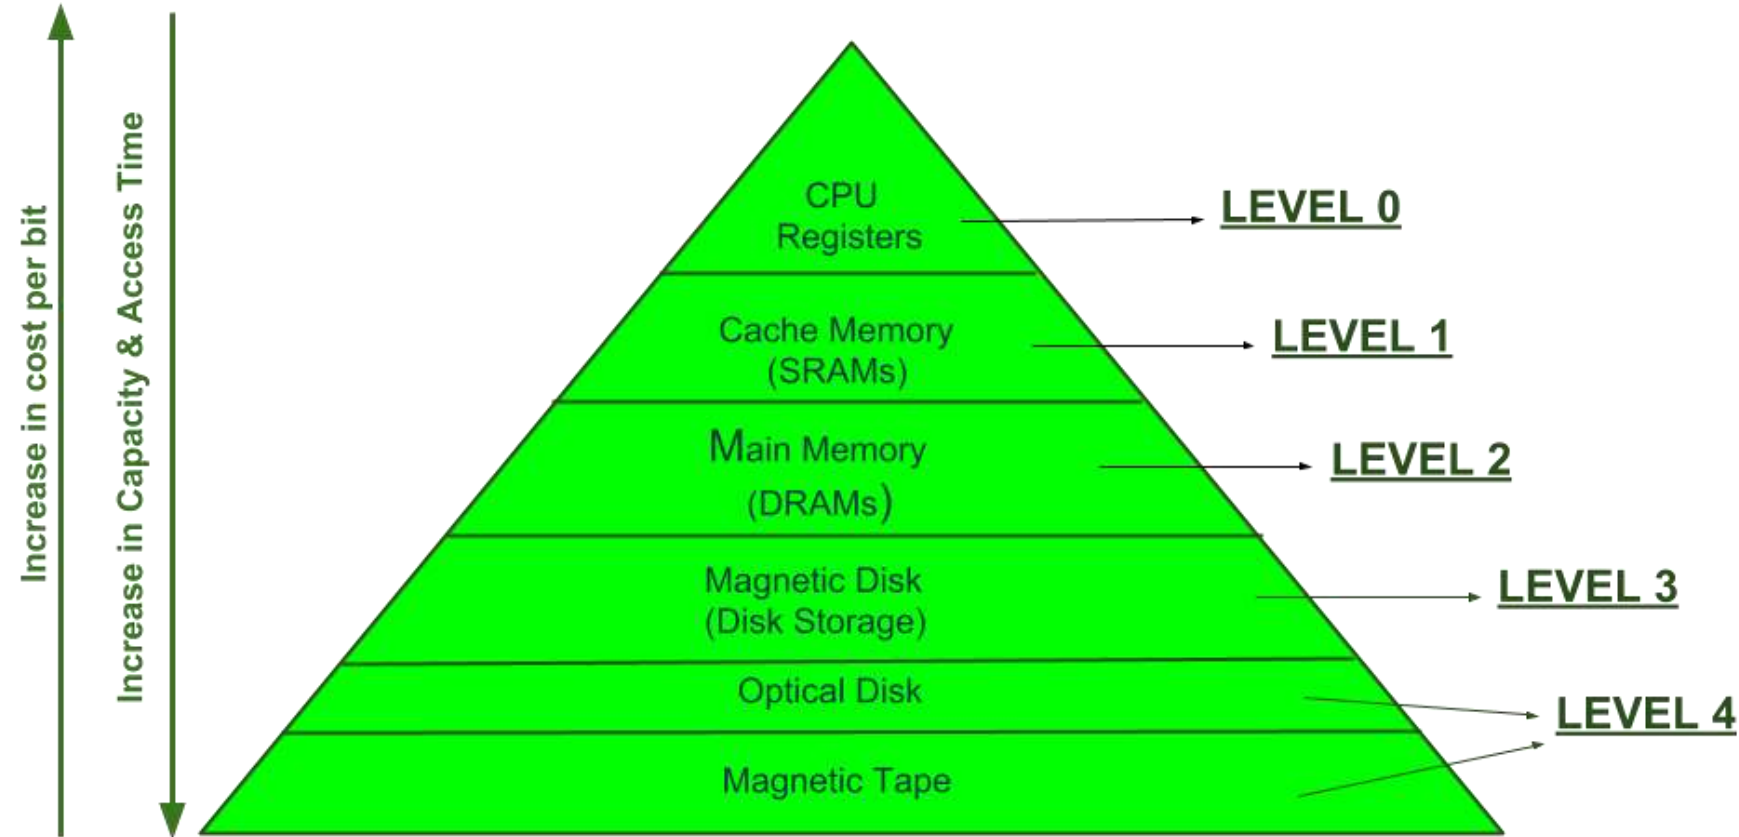 Increase in cost per bit
Increase in Capacity & Access Time
CPU
Registers
LEVEL 0
Cache Memory
(SRAMs)
LEVEL 1
Main Memory
(DRAMs)
LEVEL 2
Magnetic Disk
(Disk Storage)
LEVEL 3
Optical Disk
LEVEL 4
Magnetic Tape